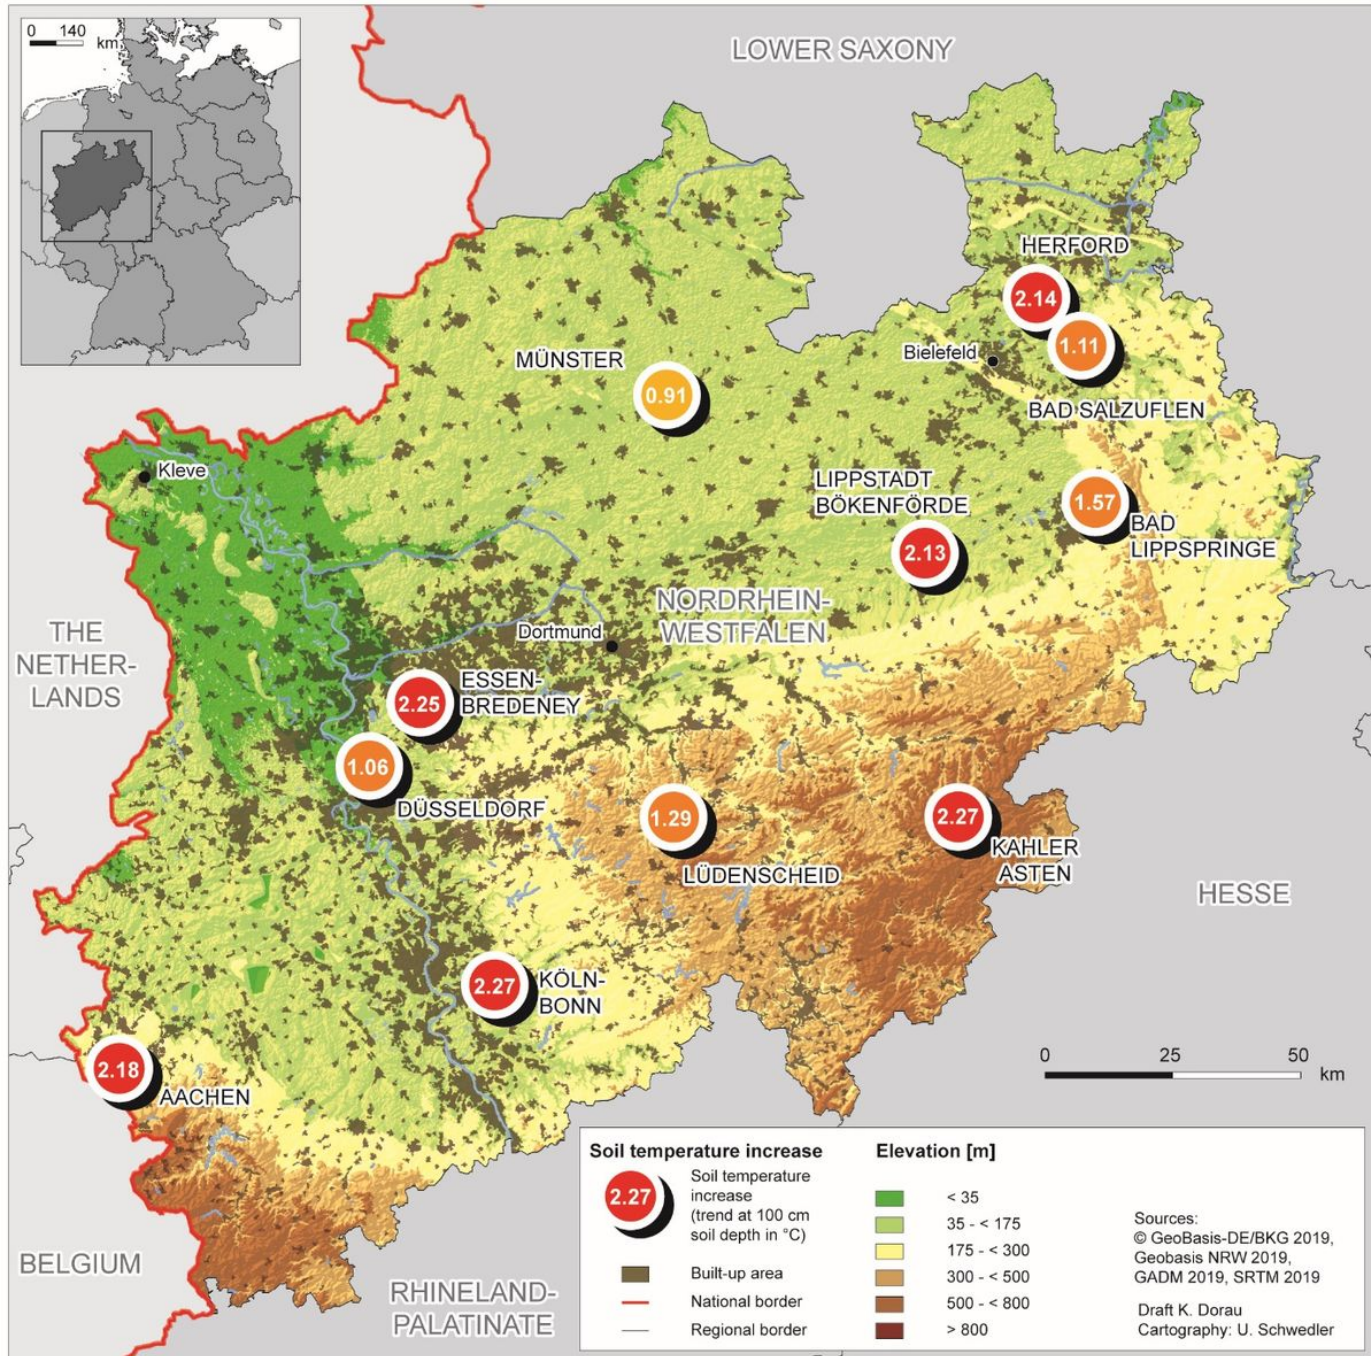 0 140
km
LOWER SAXONY
HERFORD
2.14
1.11
Bielefeld
BAD SALZUFLEN
MÜNSTER
0.91
Kleve
LIPPSTADT
BÖKENFÖRDE
2.13
1.57
BAD
LIPPSPRINGE
NORDRHEIN-
WESTFALEN
Dortmund
THE
NETHER-
LANDS
ESSEN-
BREDENEY
2.25
1.06
DÜSSELDORF
1.29
LÜDENSCHEID
2.27
KAHLER
ASTEN
HESSE
2.27
KÖLN-
BONN
2.18
AACHEN
0 25 50
km
BELGIUM
RHINELAND-
PALATINATE
Soil temperature increase
2.27
Soil temperature
increase
(trend at 100 cm
soil depth in °C)
Built-up area
National border
Regional border
Elevation [m]
< 35
35 - < 175
175 - < 300
300 - < 500
500 - < 800
> 800
Sources:
© GeoBasis-DE/BKG 2019,
Geobasis NRW 2019,
GADM 2019, SRTM 2019
Draft K. Dorau
Cartography: U. Schwedler